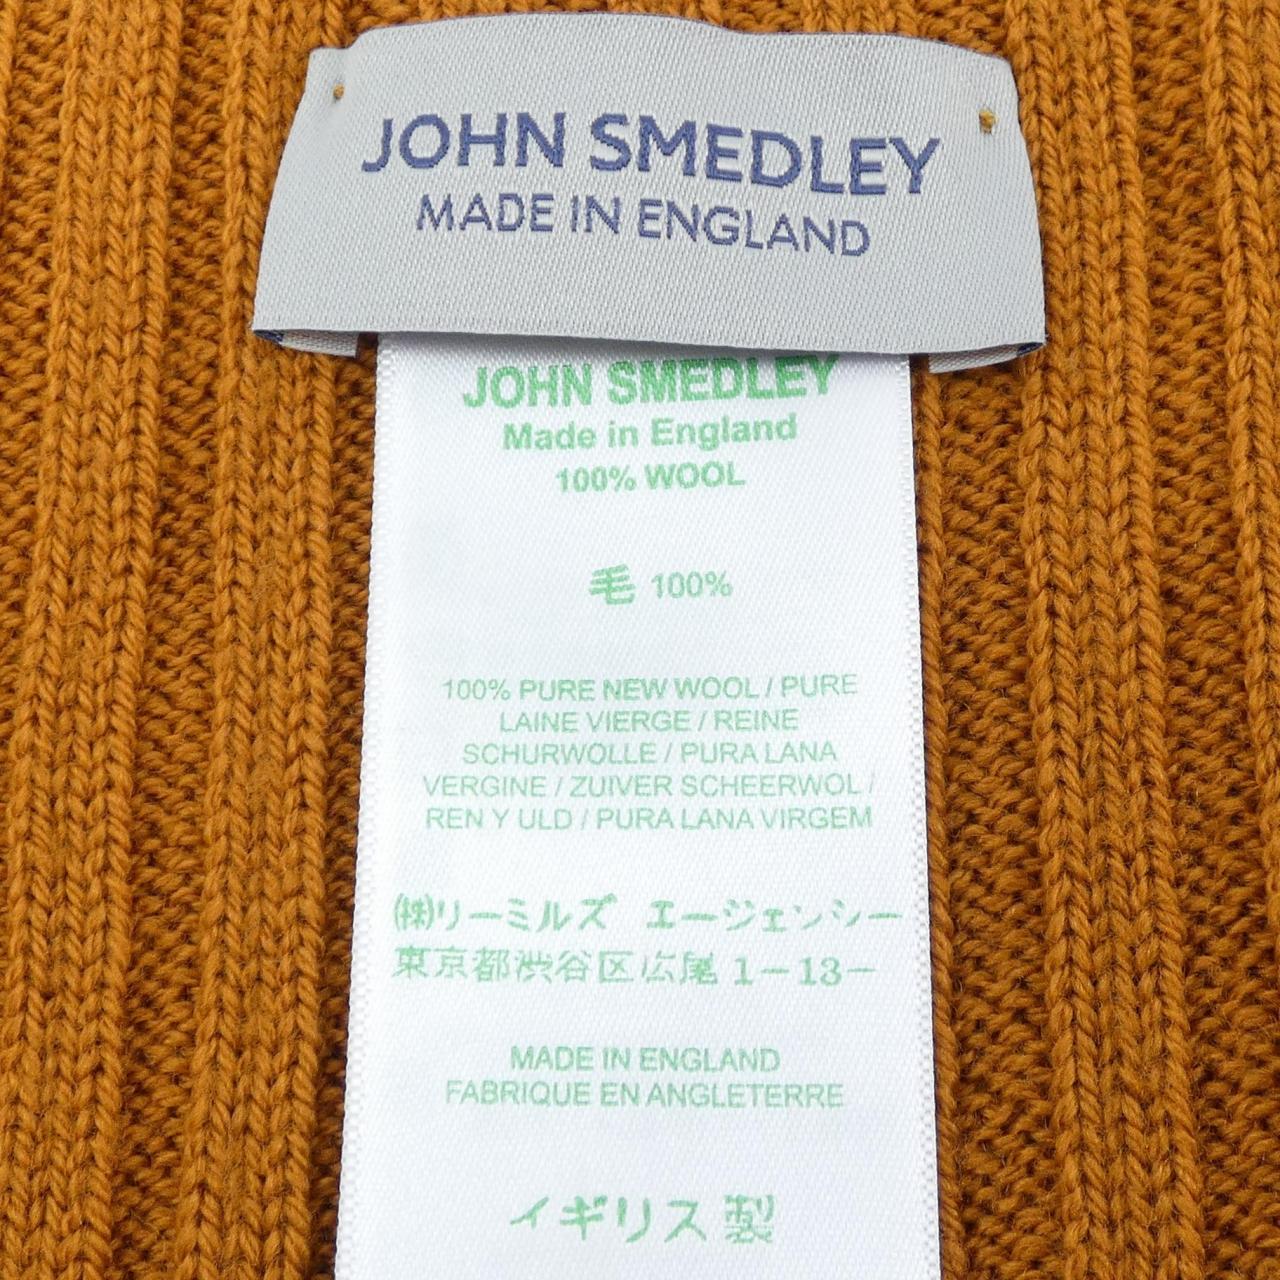 JOHN SMEDLEY
MADE IN ENGLAND
JOHN SMEDLEY
Made in England
100% WOOL
毛 100%
100% PURE NEW WOOL / PURE
LAINE VIERGE / REINE
SCHURWOLLE / PURA LANA
VERGINE / ZUIVER SCHEERWOL /
REN Y ULD / PURA LANA VIRGEM
㈱リーミルズ エージェンシー
東京都渋谷区広尾 1－13－
MADE IN ENGLAND
FABRIQUE EN ANGLETERRE
イギリス 製